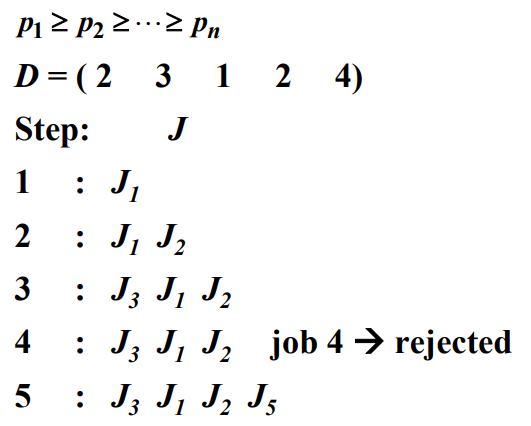 p₁ ≥ p₂ ≥ ⋯ ≥ pₙ
D = ( 2 3 1 2 4)
Step: J
1 : J₁
2 : J₁ J₂
3 : J₃ J₁ J₂
4 : J₃ J₁ J₂ job 4 → rejected
5 : J₃ J₁ J₂ J₅